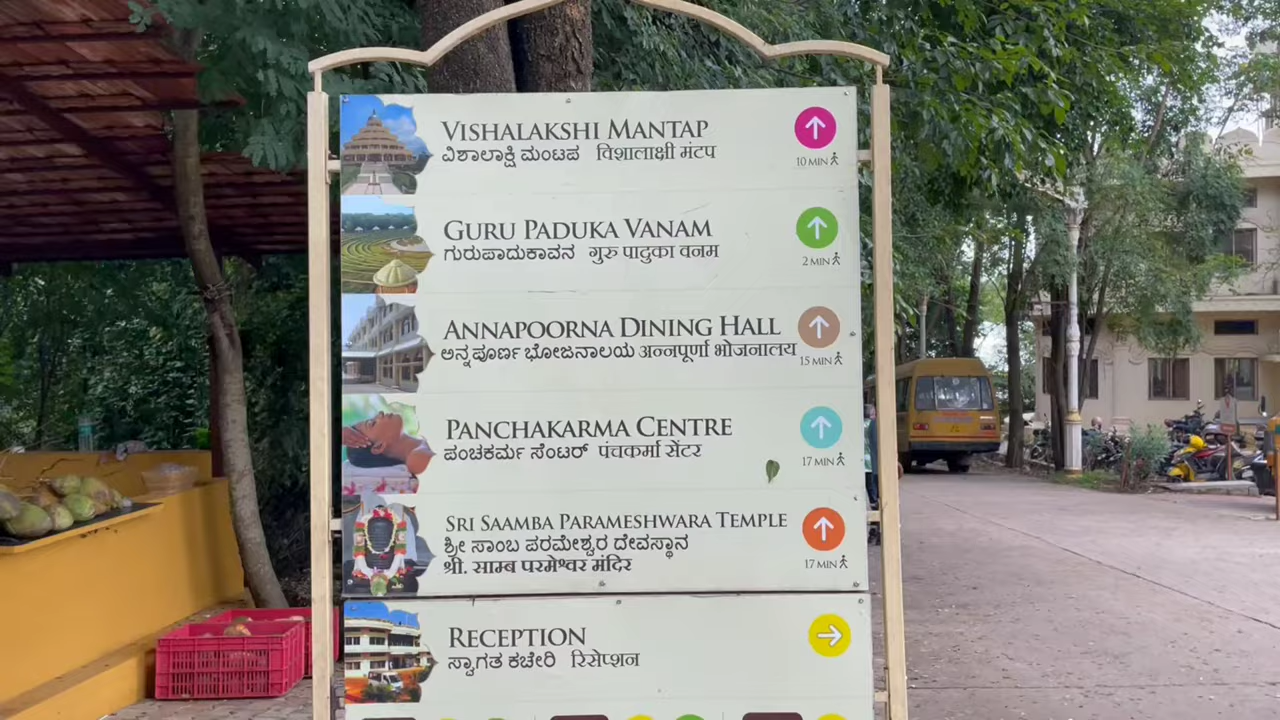 VISHALAKSHI MANTAP
ವಿಶಾಲಾಕ್ಷಿ ಮಂಟಪ विशालाक्षी मंटप
10 MIN
GURU PADUKA VANAM
ಗುರುಪಾದುಕಾವನ गुरु पादुका वनम
2 MIN
ANNAPOORNA DINING HALL
ಅನ್ನಪೂರ್ಣ ಭೋಜನಾಲಯ अन्नपूर्णा भोजनालय
15 MIN
PANCHAKARMA CENTRE
ಪಂಚಕರ್ಮ ಸೆಂಟರ್ पंचकर्मा सेंटर
17 MIN
SRI SAAMBA PARAMESHWARA TEMPLE
ಶ್ರೀ ಸಾಂಬ ಪರಮೇಶ್ವರ ದೇವಸ್ಥಾನ
श्री. साम्ब परमेश्वर मंदिर
17 MIN
RECEPTION
ಸ್ವಾಗತ ಕಚೇರಿ रिसेप्शन